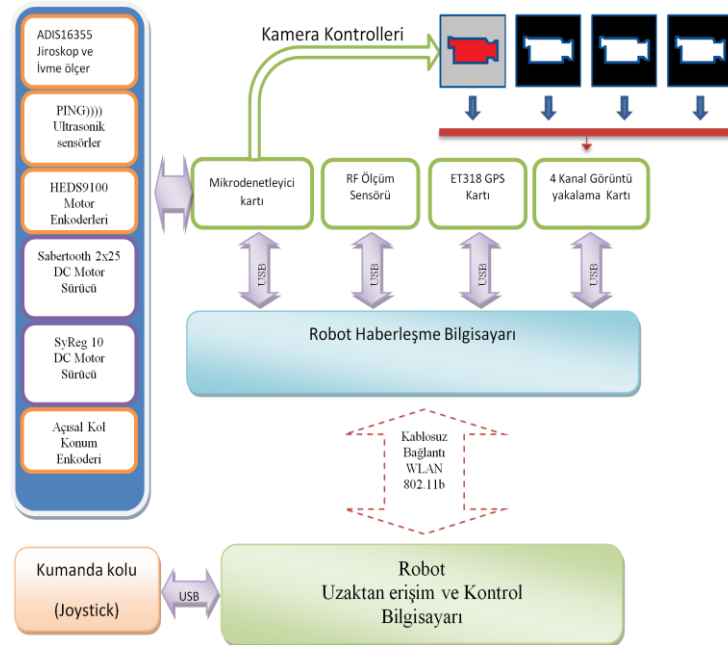 Kamera Kontrolleri
ADIS16355
Jiroskop ve
İvme ölçer
PING))))
Ultrasonik
sensörler
HEDS9100
Motor
Enkoderleri
Sabertooth 2x25
DC Motor
Sürücü
SyReg 10
DC Motor
Sürücü
Açısal Kol
Konum
Enkoderi
Mikrodenetleyici
kartı
RF Ölçüm
Sensörü
ET318 GPS
Kartı
4 Kanal Görüntü
yakalama Kartı
USB
USB
USB
USB
Robot Haberleşme Bilgisayarı
Kablosuz
Bağlantı
WLAN
802.11b
Kumanda kolu
(Joystick)
USB
Robot
Uzaktan erişim ve Kontrol
Bilgisayarı